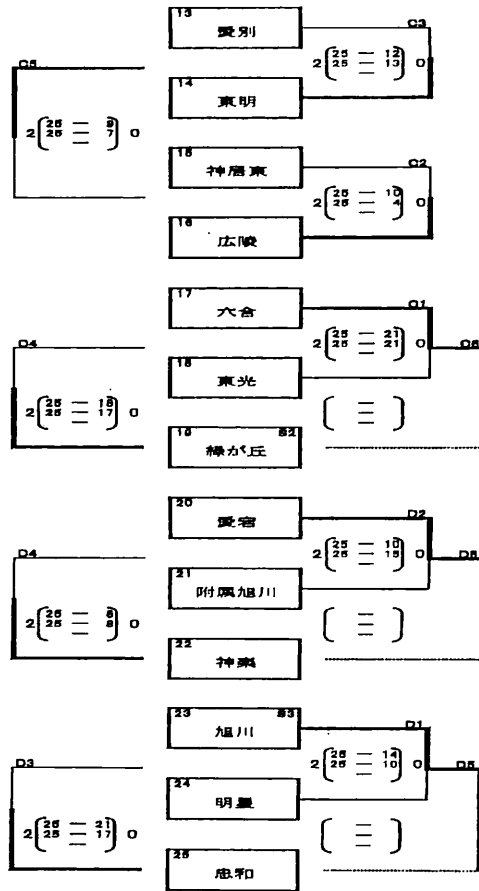 13
愛別
C3
2 25 — 12 0
25 — 13
—
C5
2 25 — 9 0
25 — 7
—
14
東明
15
神居東
C2
2 25 — 10 0
25 — 4
—
16
広陵
17
六合
C1
2 25 — 21 0
25 — 21
—
C6
D4
2 25 — 18 0
25 — 17
—
18
東光
19 S2
緑が丘
20
愛宕
D2
2 25 — 10 0
25 — 15
—
D4
2 25 — 0
25 —
—
21
附属旭川
22
神楽
23 S3
旭川
D1
2 25 — 14 0
25 — 10
—
D3
2 25 — 21 0
25 — 17
—
24
明星
25
忠和